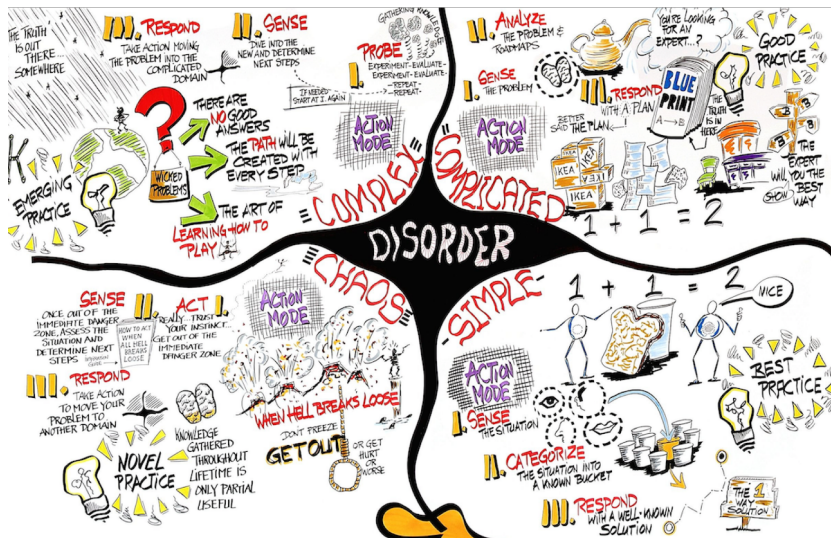 THE TRUTH
IS OUT
THERE...
SOMEWHERE
III. RESPOND
TAKE ACTION MOVING
THE PROBLEM INTO THE
COMPLICATED
DOMAIN
II. SENSE
DIVE INTO THE
NEW AND DETERMINE
NEXT STEPS
GATHERING KNOWLEDGE
PROBE
I.
EXPERIMENT-EVALUATE-
EXPERIMENT-EVALUATE-
-REPEAT-
-REPEAT-
IF NEEDED
START AT I. AGAIN
ACTION
MODE
?
WICKED
PROBLEMS
THERE ARE
NO GOOD
ANSWERS
THE PATH WILL BE
CREATED WITH
EVERY STEP
THE ART OF
LEARNING HOW TO
PLAY
K
EMERGING
PRACTICE
=COMPLEX=
II. ANALYZE
THE PROBLEM &
ROADMAPS
I. SENSE
THE PROBLEM
III. RESPOND
WITH A PLAN
YOU'RE LOOKING
FOR AN
EXPERT...?
BLUE
PRINT
A→B
THE
TRUTH
IS IN
HERE
GOOD
PRACTICE
ACTION
MODE
BETTER
SAID THE PLAN
IKEA
IKEA
IKEA
IKEA
B
B
THE
EXPERT
WILL
SHOW
YOU THE
BEST
WAY
1 + 1 = 2
=COMPLICATED=
DISORDER
=CHAOS=
-SIMPLE-
SENSE
II.
ONCE OUT OF THE
IMMEDIATE DANGER
ZONE, ASSESS THE
SITUATION AND
DETERMINE NEXT
STEPS
HOW TO ACT
WHEN
ALL HELL
BREAKS
LOOSE
ACT I.
REALLY... TRUST
YOUR INSTINCT...
GET OUT OF THE
IMMEDIATE
DANGER ZONE
ACTION
MODE
III. RESPOND
TAKE ACTION
TO MOVE YOUR
PROBLEM TO
ANOTHER DOMAIN
WHEN HELL BREAKS LOOSE
DON'T FREEZE
GET OUT
OR GET
HURT
OR
WORSE
NOVEL
PRACTICE
KNOWLEDGE
GATHERED
THROUGHOUT
LIFETIME IS
ONLY PARTIAL
USEFUL
1 + 1 = 2
NICE
ACTION
MODE
I. SENSE
THE SITUATION
II. CATEGORIZE
THE SITUATION INTO
A KNOWN BUCKET
III. RESPOND
WITH A WELL-KNOWN
SOLUTION
BEST
PRACTICE
THE 1
WAY
SOLUTION